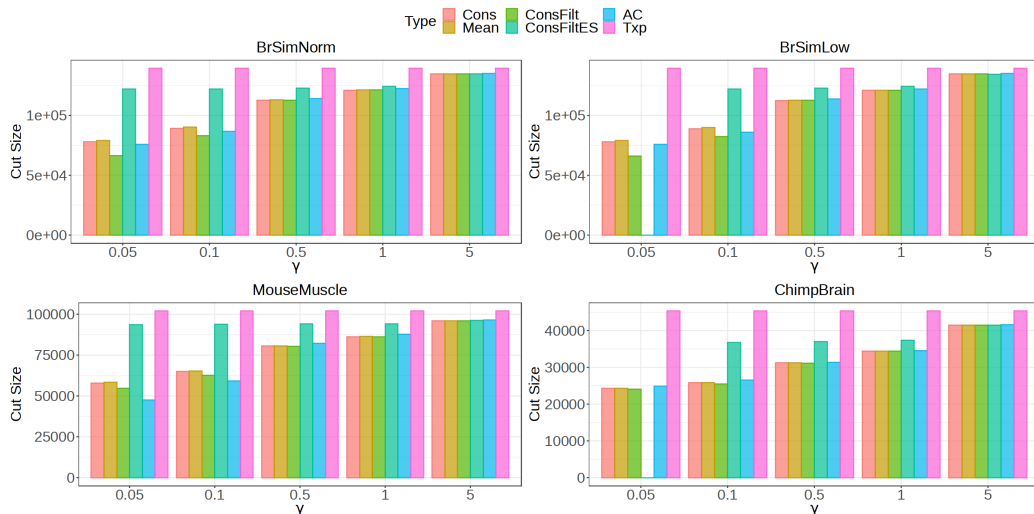 Type Cons ConsFilt AC
Mean ConsFiltES Txp
BrSimNorm
Cut Size
1e+05
5e+04
0e+00
0.05 0.1 0.5 1 5
γ
BrSimLow
Cut Size
1e+05
5e+04
0e+00
0.05 0.1 0.5 1 5
γ
MouseMuscle
Cut Size
100000
75000
50000
25000
0
0.05 0.1 0.5 1 5
γ
ChimpBrain
Cut Size
40000
30000
20000
10000
0
0.05 0.1 0.5 1 5
γ